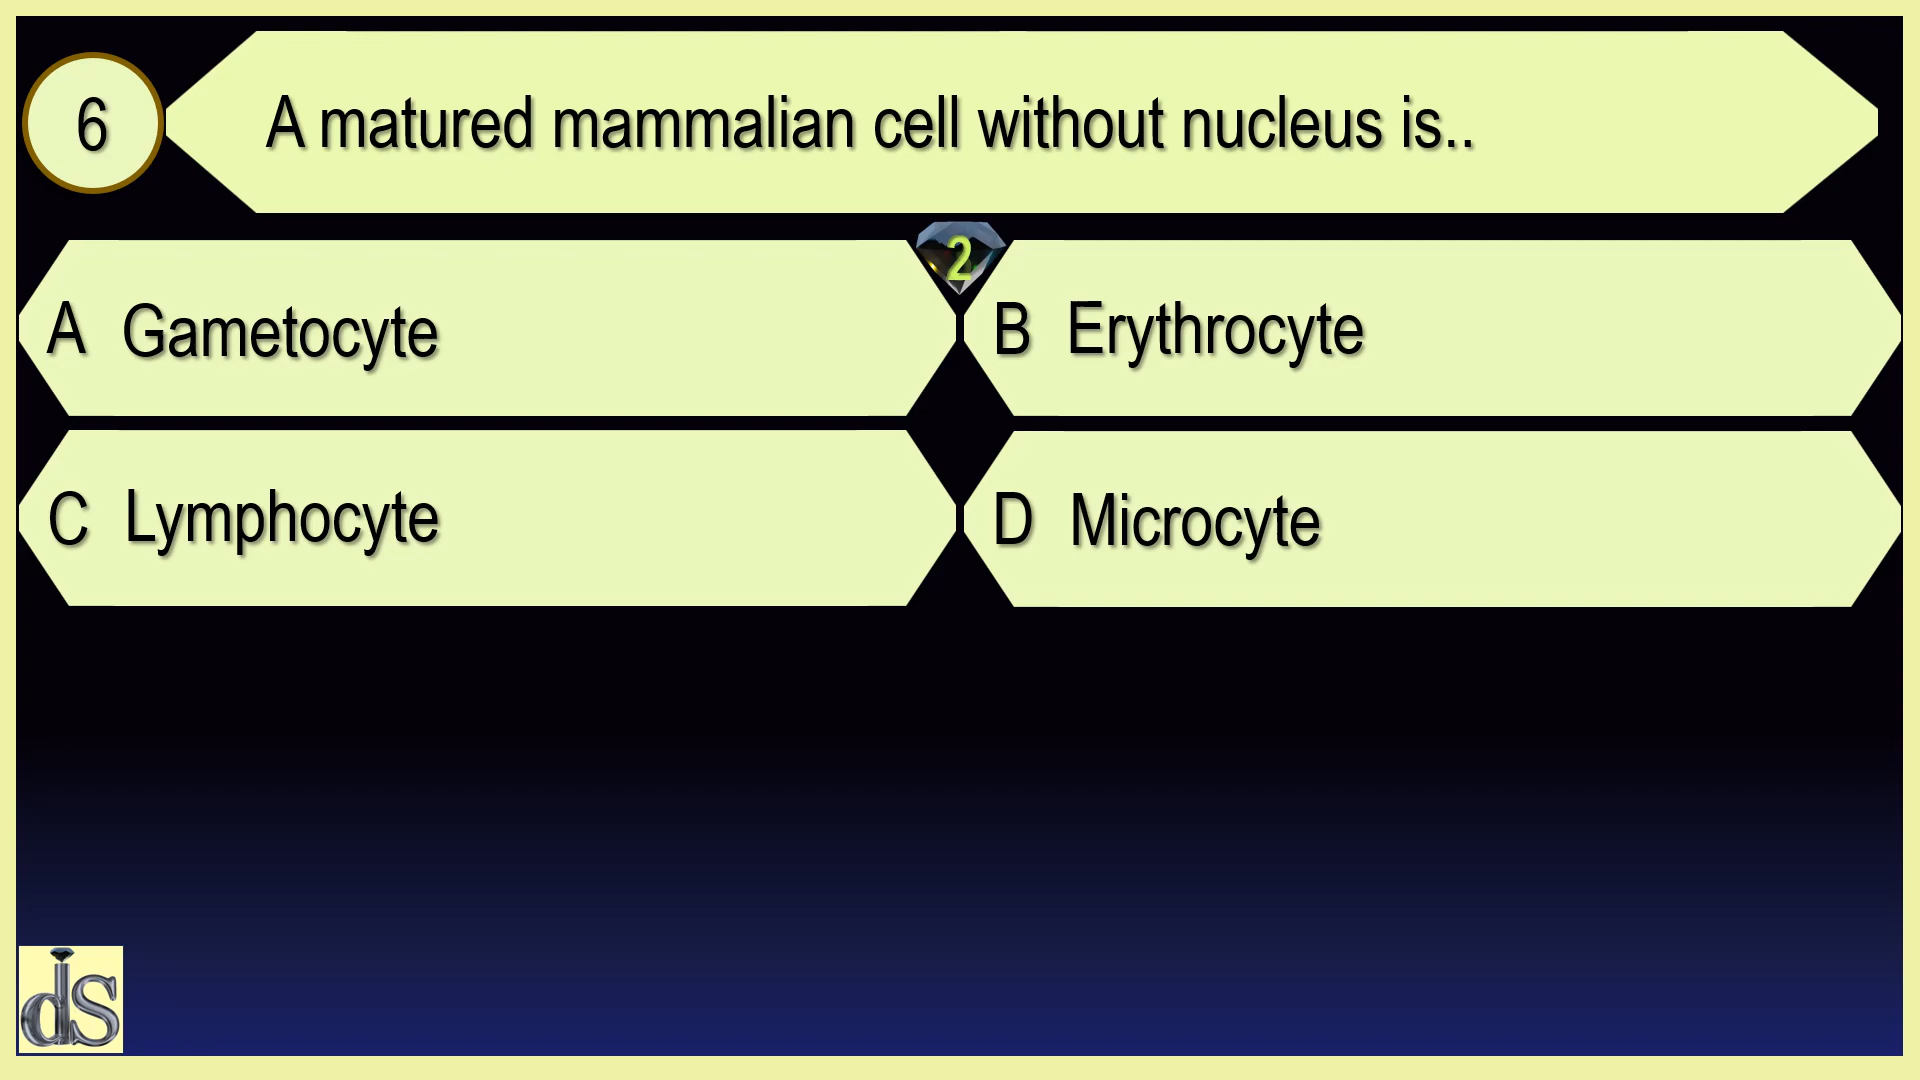 6
A matured mammalian cell without nucleus is..
2
A Gametocyte
B Erythrocyte
C Lymphocyte
D Microcyte
ds